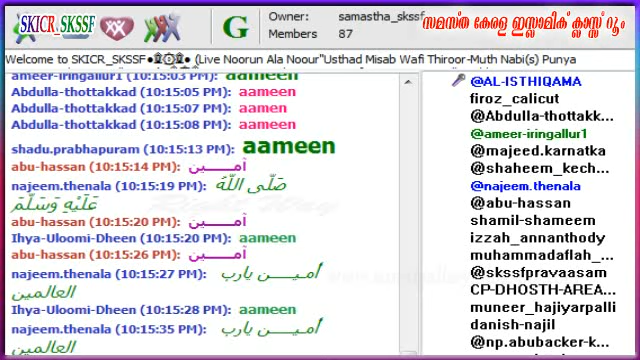 SKICR_SKSSF
G
Owner: samastha_skssf
Members 87
സമസ്ത കേരള ഇസ്ലാമിക് ക്ലാസ്സ് റൂം
Welcome to SKICR_SKSSF●۩۞۩● (Live Noorun Ala Noour"Usthad Misab Wafi Thiroor-Muth Nabi(s) Punya
ameer-iringallur1 (10:15:03 PM): aameen
Abdulla-thottakkad (10:15:05 PM): aameen
Abdulla-thottakkad (10:15:07 PM): aamen
Abdulla-thottakkad (10:15:08 PM): aameen
shadu.prabhapuram (10:15:13 PM): aameen
abu-hassan (10:15:14 PM): آمــــين
najeem.thenala (10:15:19 PM): صَلَّى اللّهُ
عَلَيْهِ وَسَلَّمَ
abu-hassan (10:15:20 PM): آمــــين
Ihya-Uloomi-Dheen (10:15:20 PM): aameen
abu-hassan (10:15:26 PM): آمــــين
najeem.thenala (10:15:27 PM): أمـيــــن يارب
العالمين
Ihya-Uloomi-Dheen (10:15:28 PM): aameen
najeem.thenala (10:15:35 PM): أمـيــــن يارب
العالمين
@AL-ISTHIQAMA
firoz_calicut
@Abdulla-thottakk...
@ameer-iringallur1
@majeed.karnatka
@shaheem_kech...
@najeem.thenala
@abu-hassan
shamil-shameem
izzah_annanthody
muhammadaflah_...
@skssfpravaasam
CP-DHOSTH-AREA...
muneer_hajiyarpalli
danish-najil
@np.abubacker-k...